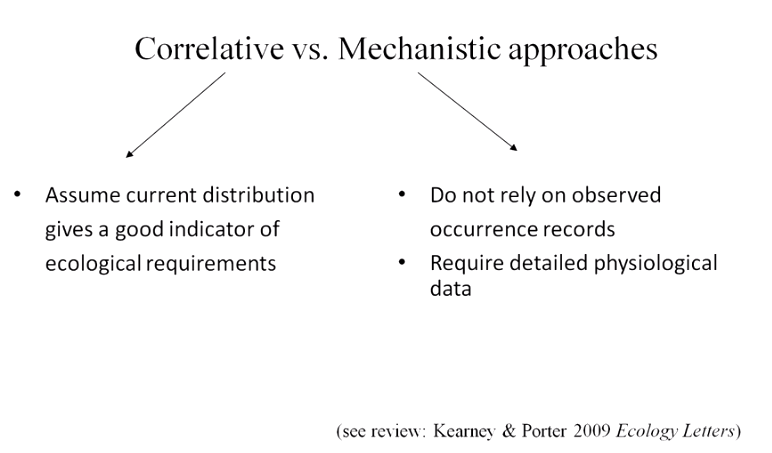 Correlative vs. Mechanistic approaches
• Assume current distribution
gives a good indicator of
ecological requirements
• Do not rely on observed
occurrence records
• Require detailed physiological
data
(see review: Kearney & Porter 2009 Ecology Letters)